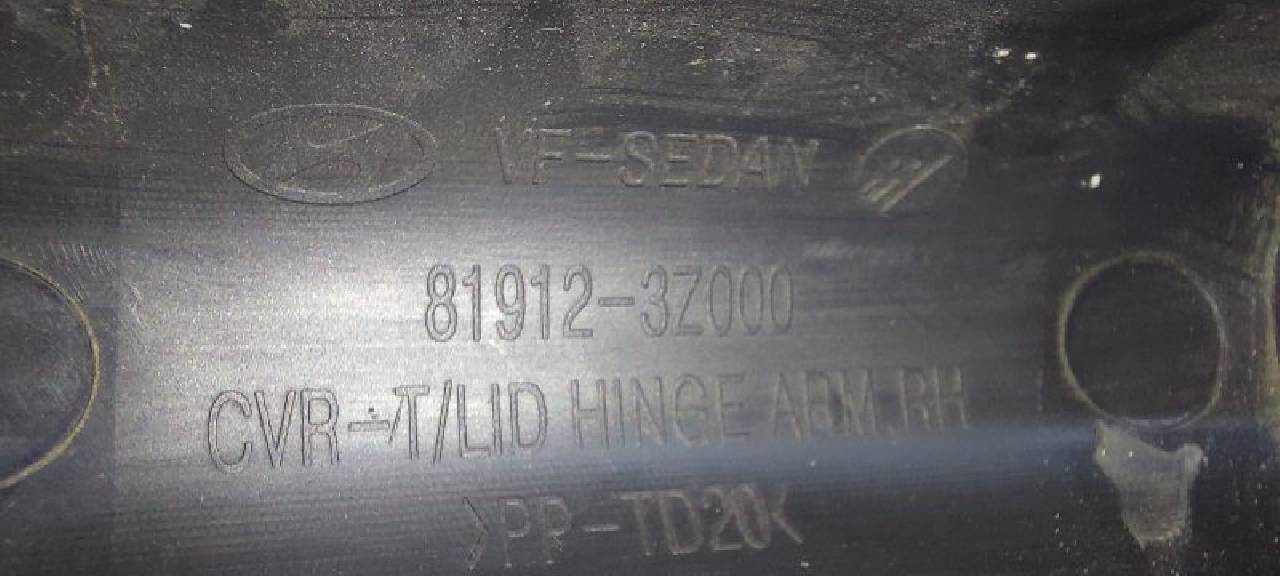 VF-SEDAN
81912-3Z000
CVR-T/LID HINGE ARM,RH
>PP-TD20<